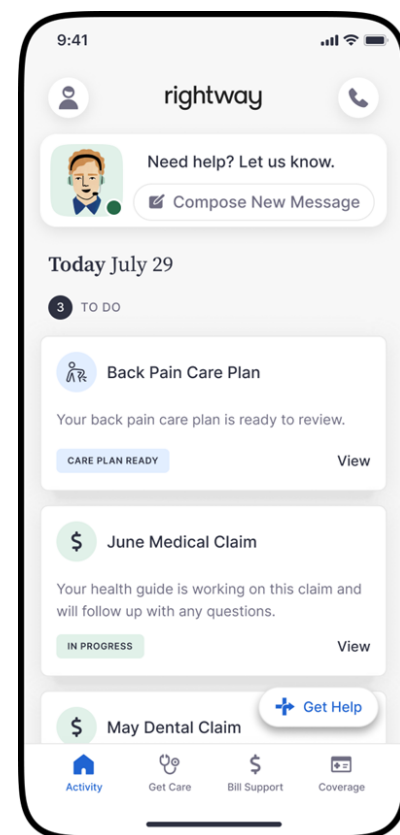 9:41
rightway
Need help? Let us know.
Compose New Message
Today July 29
3 TO DO
Back Pain Care Plan
Your back pain care plan is ready to review.
CARE PLAN READY View
$ June Medical Claim
Your health guide is working on this claim and
will follow up with any questions.
IN PROGRESS View
Get Help
$ May Dental Claim
Activity Get Care Bill Support Coverage